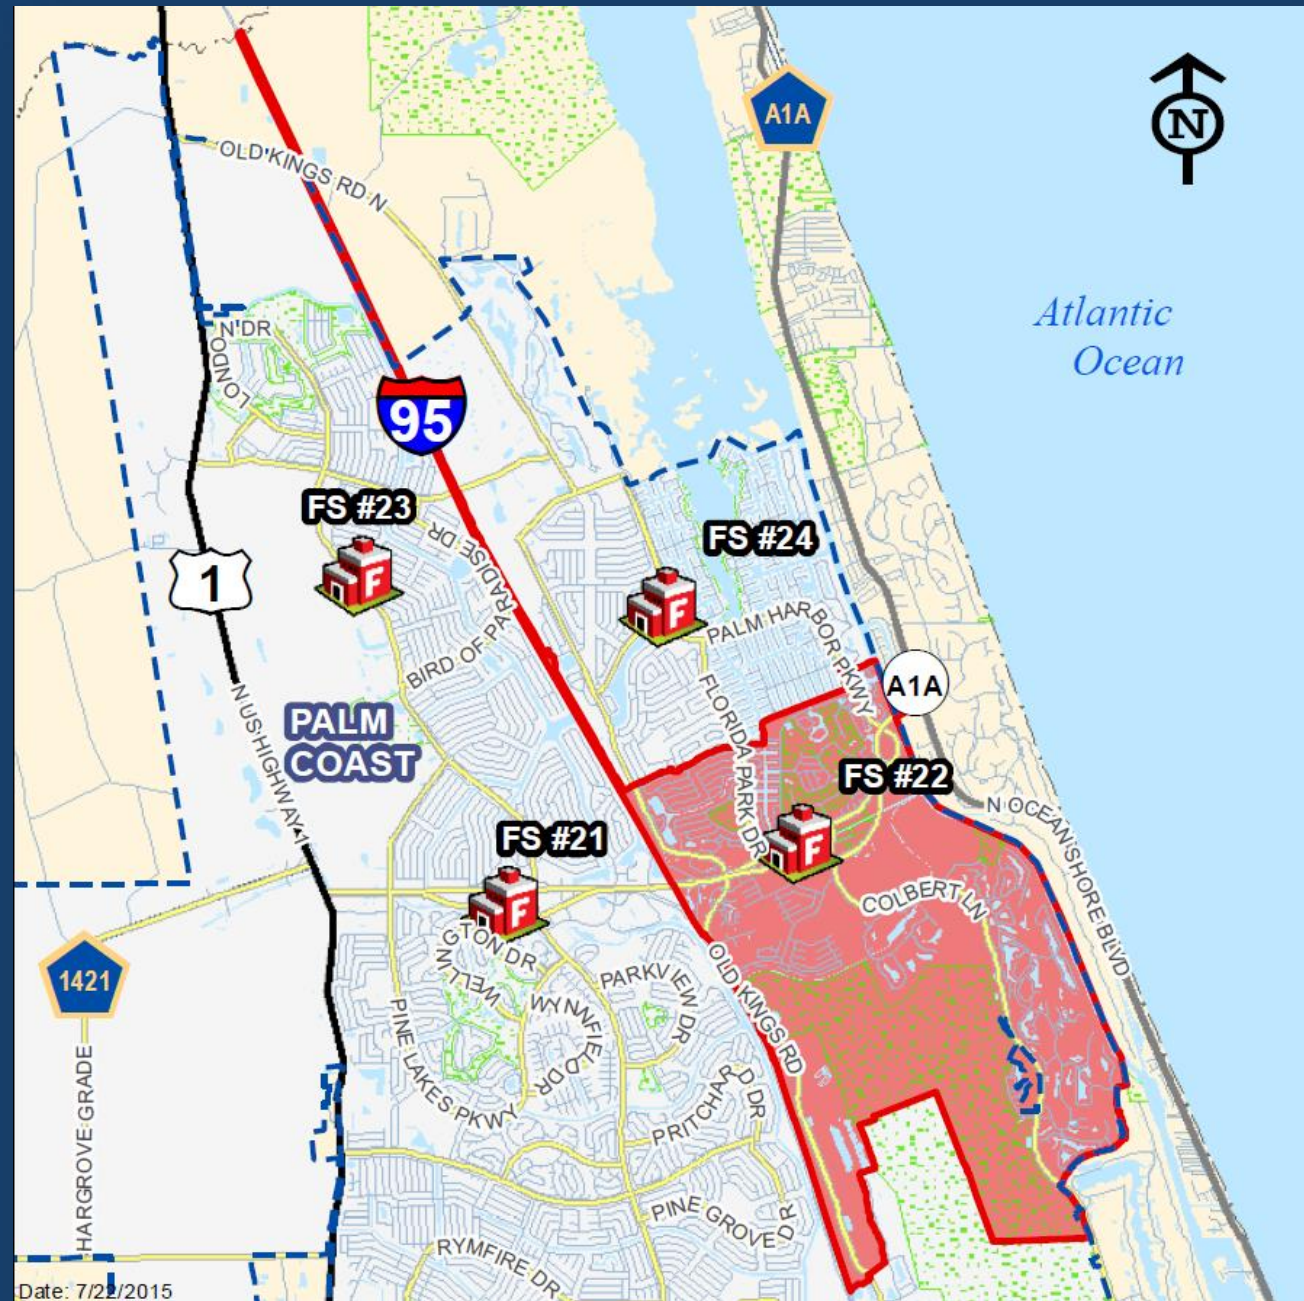 A1A
N
OLD KINGS RD N
Atlantic
Ocean
N DR
LONDO
95
FS #23
FS #24
BIRD OF PARADISE DR
1
PALM HARBOR PKWY
A1A
FLORIDA PARK DR
N US HIGHWAY 1
PALM
COAST
FS #22
N OCEAN SHORE BLVD
FS #21
COLBERT LN
WELLINGTON DR
1421
PARKVIEW DR
OLD KINGS RD
WYNNFIELD DR
PINE LAKES PKWY
HARGROVE GRADE
PRITCHARD DR
PINE GROVE DR
RYMFIRE DR
Date: 7/22/2015
F
F
F
F